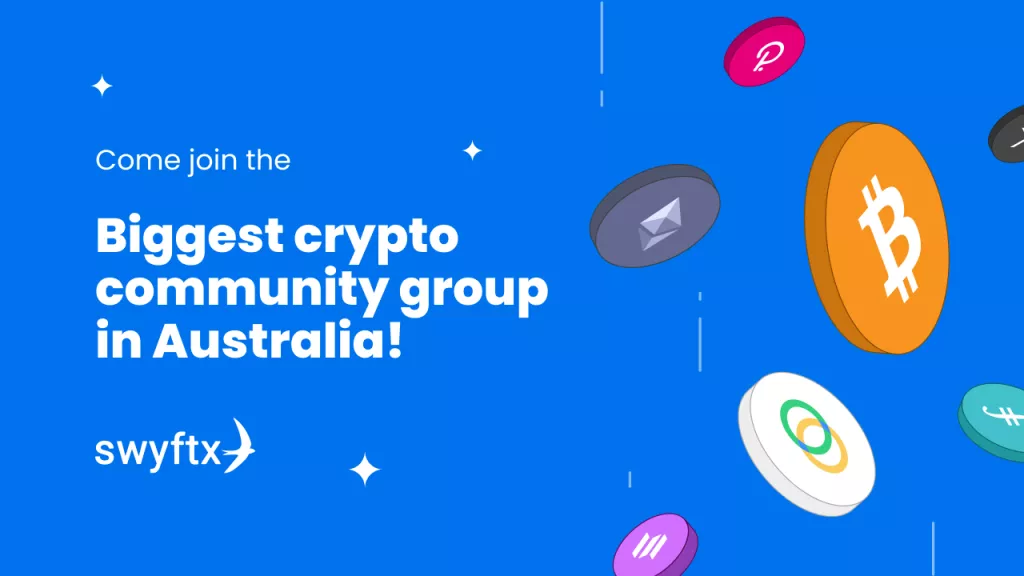 Come join the
Biggest crypto
community group
in Australia!
swyftx